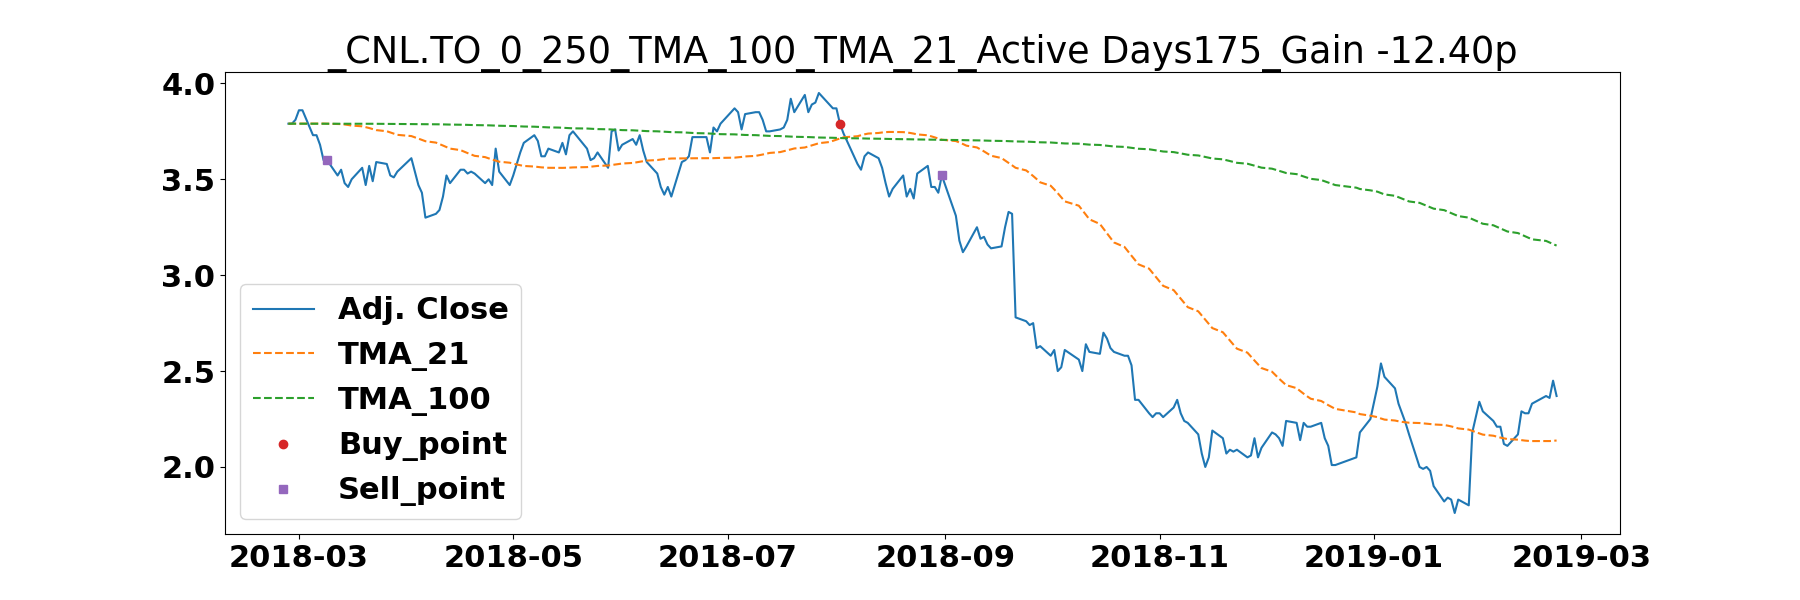 _CNL.TO_0_250_TMA_100_TMA_21_Active Days175_Gain -12.40p
4.0
3.5
3.0
2.5
2.0
Adj. Close
TMA_21
TMA_100
Buy_point
Sell_point
2018-03 2018-05 2018-07 2018-09 2018-11 2019-01 2019-03